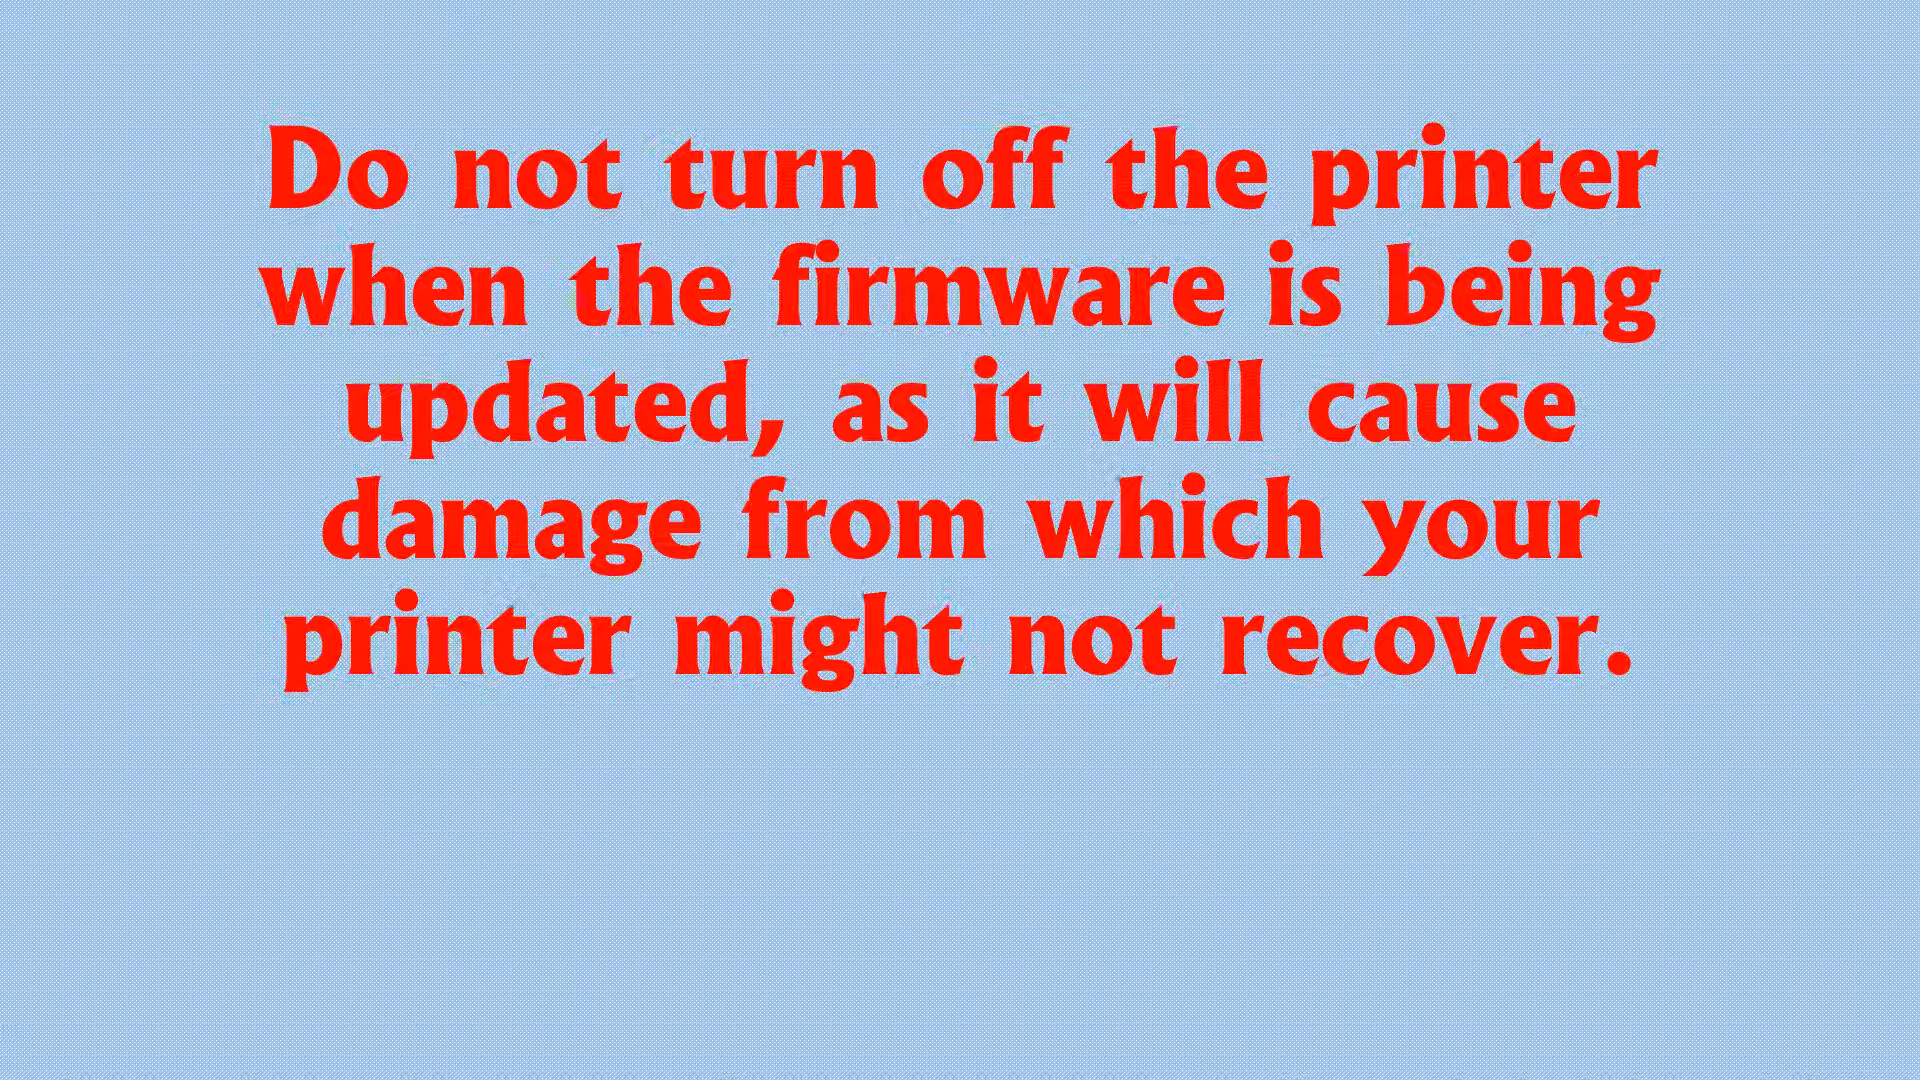 Do not turn off the printer
when the firmware is being
updated, as it will cause
damage from which your
printer might not recover.